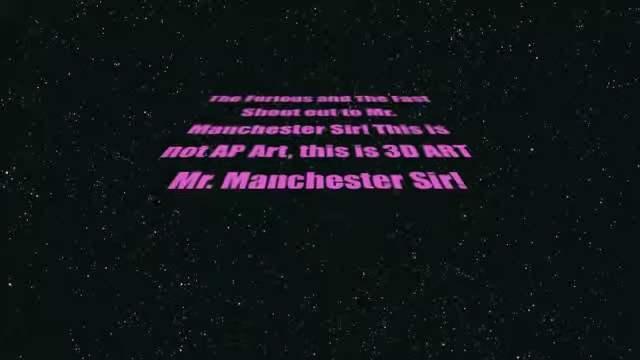 The Furious and The Fast
Shout out to Mr.
Manchester Sir! This is
not AP Art, this is 3D ART
Mr. Manchester Sir!